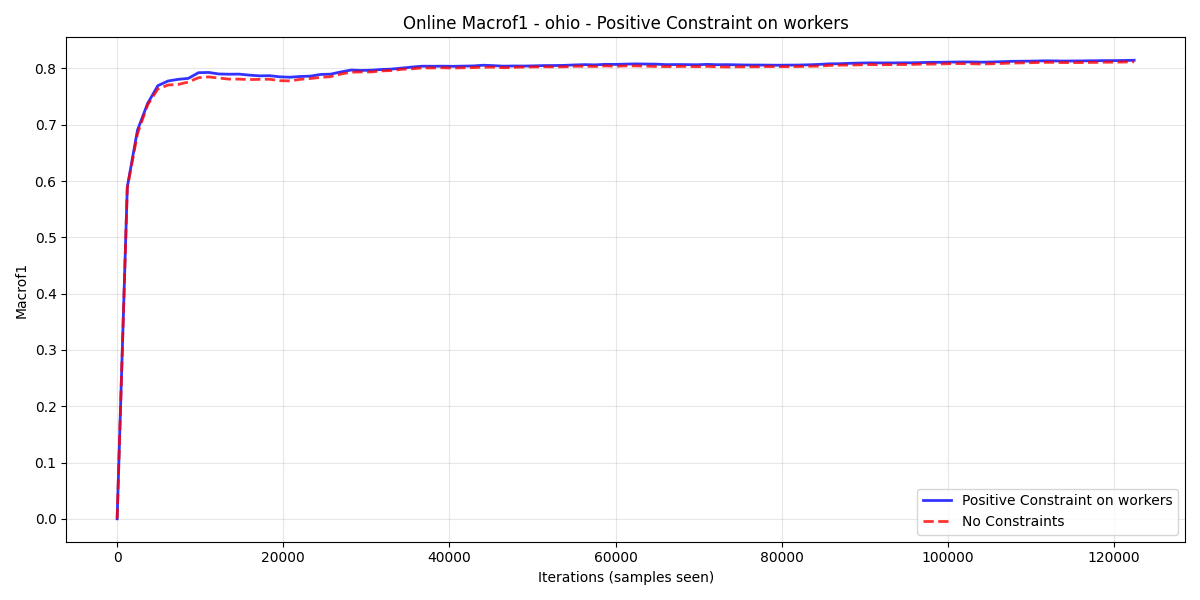 Online Macrof1 - ohio - Positive Constraint on workers
0.8
0.7
0.6
0.5
0.4
0.3
0.2
0.1
0.0
Macrof1
Positive Constraint on workers
No Constraints
0 20000 40000 60000 80000 100000 120000
Iterations (samples seen)